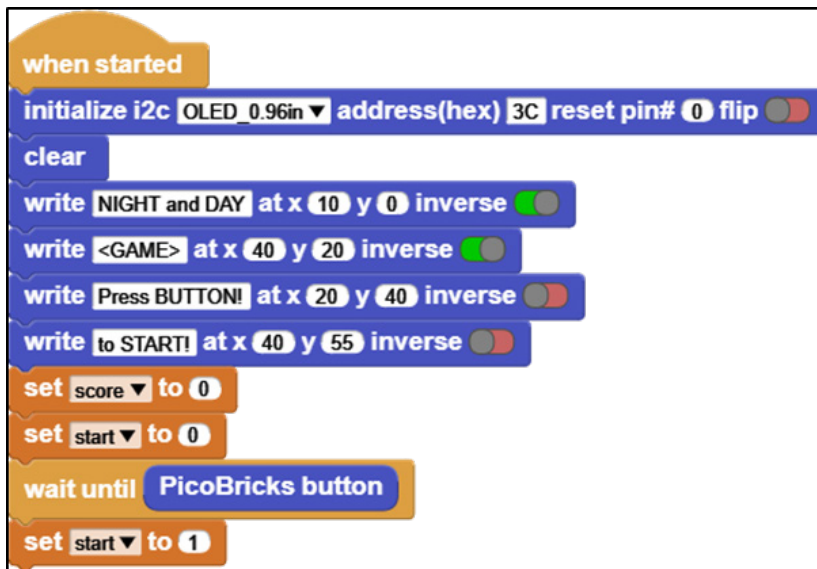 when started
initialize i2c OLED_0.96in address(hex) 3C reset pin# 0 flip
clear
write NIGHT and DAY at x 10 y 0 inverse
write <GAME> at x 40 y 20 inverse
write Press BUTTON! at x 20 y 40 inverse
write to START! at x 40 y 55 inverse
set score to 0
set start to 0
wait until PicoBricks button
set start to 1